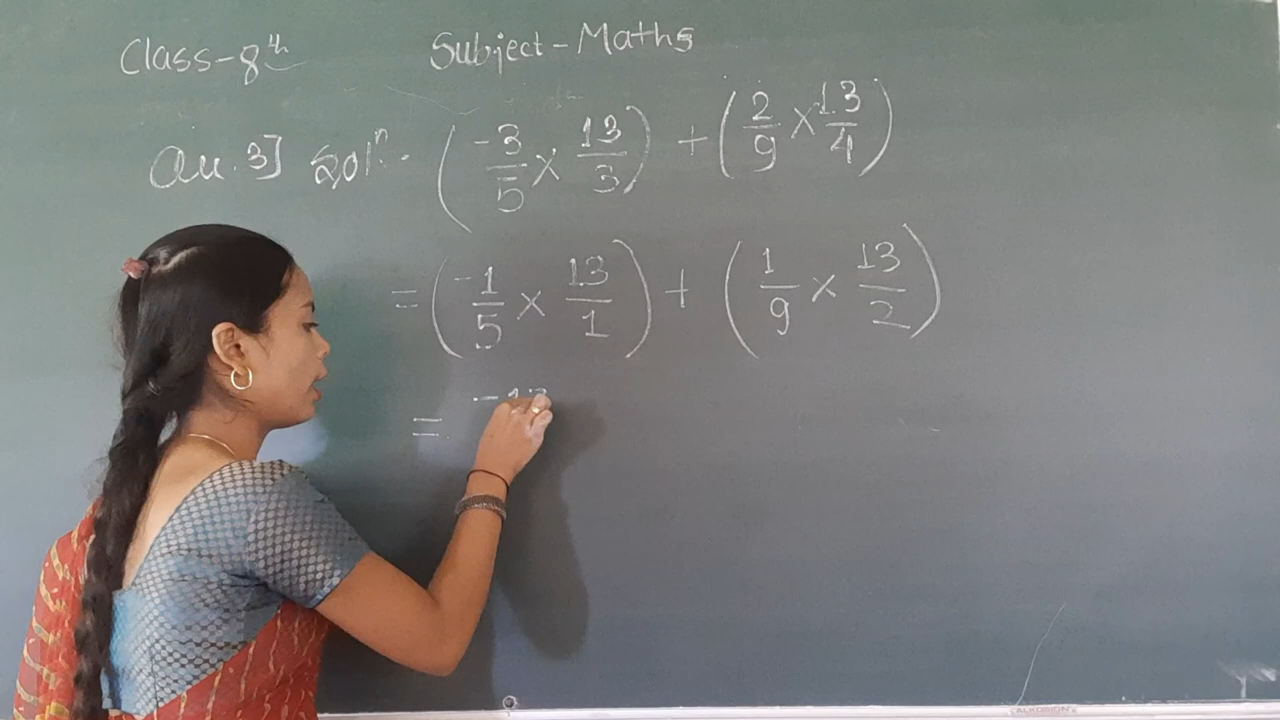 Class-8th Subject-Maths
Qu. 3] Solⁿ:- (-3/5 × 13/3) + (2/9 × 13/4)
= (-1/5 × 13/1) + (1/9 × 13/2)
= -13